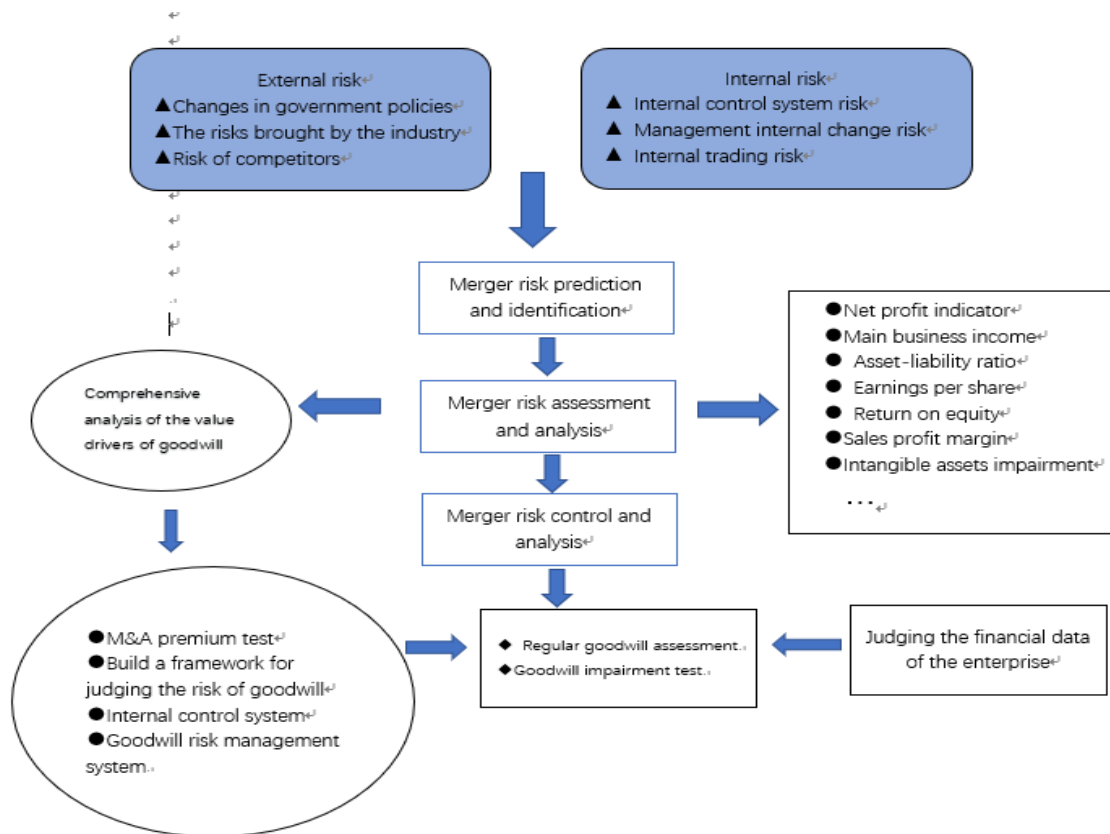 External risk
▲Changes in government policies
▲The risks brought by the industry
▲Risk of competitors
Internal risk
▲ Internal control system risk
▲ Management internal change risk
▲ Internal trading risk
Merger risk prediction
and identification
●Net profit indicator
●Main business income
● Asset-liability ratio
● Earnings per share
● Return on equity
●Sales profit margin
●Intangible assets impairment
...
Comprehensive
analysis of the value
drivers of goodwill
Merger risk assessment
and analysis
Merger risk control and
analysis
●M&A premium test
●Build a framework for
judging the risk of goodwill
●Internal control system
●Goodwill risk management
system.
◆ Regular goodwill assessment.
◆Goodwill impairment test.
Judging the financial data
of the enterprise